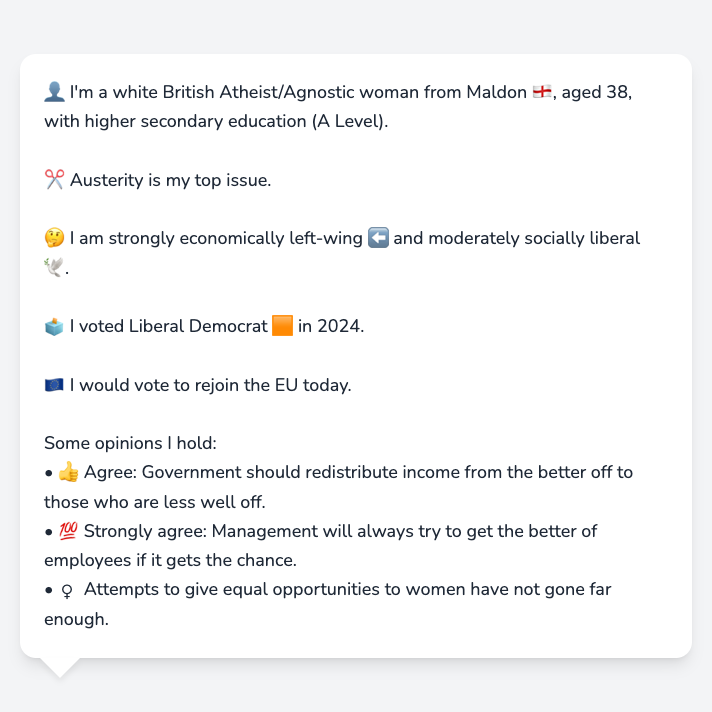 👤 I'm a white British Atheist/Agnostic woman from Maldon 🏴󠁧󠁢󠁥󠁮󠁧󠁿, aged 38,
with higher secondary education (A Level).
✂️ Austerity is my top issue.
🤔 I am strongly economically left-wing ⬅️ and moderately socially liberal
🕊️.
🗳️ I voted Liberal Democrat 🟧 in 2024.
🇪🇺 I would vote to rejoin the EU today.
Some opinions I hold:
• 👍 Agree: Government should redistribute income from the better off to
those who are less well off.
• 💯 Strongly agree: Management will always try to get the better of
employees if it gets the chance.
• ♀ Attempts to give equal opportunities to women have not gone far
enough.